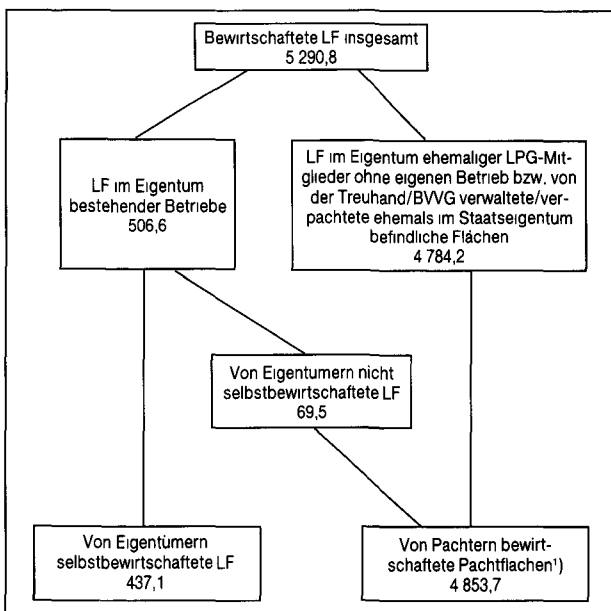 Bewirtschaftete LF insgesamt
5 290,8
LF im Eigentum
bestehender Betriebe
506,6
LF im Eigentum ehemaliger LPG-Mit-
glieder ohne eigenen Betrieb bzw. von
der Treuhand/BVVG verwaltete/ver-
pachtete ehemals im Staatseigentum
befindliche Flächen
4 784,2
Von Eigentumern nicht
selbstbewirtschaftete LF
69,5
Von Eigentümern
selbstbewirtschaftete LF
437,1
Von Pachtern bewirt-
schaftete Pachtflachen¹)
4 853,7